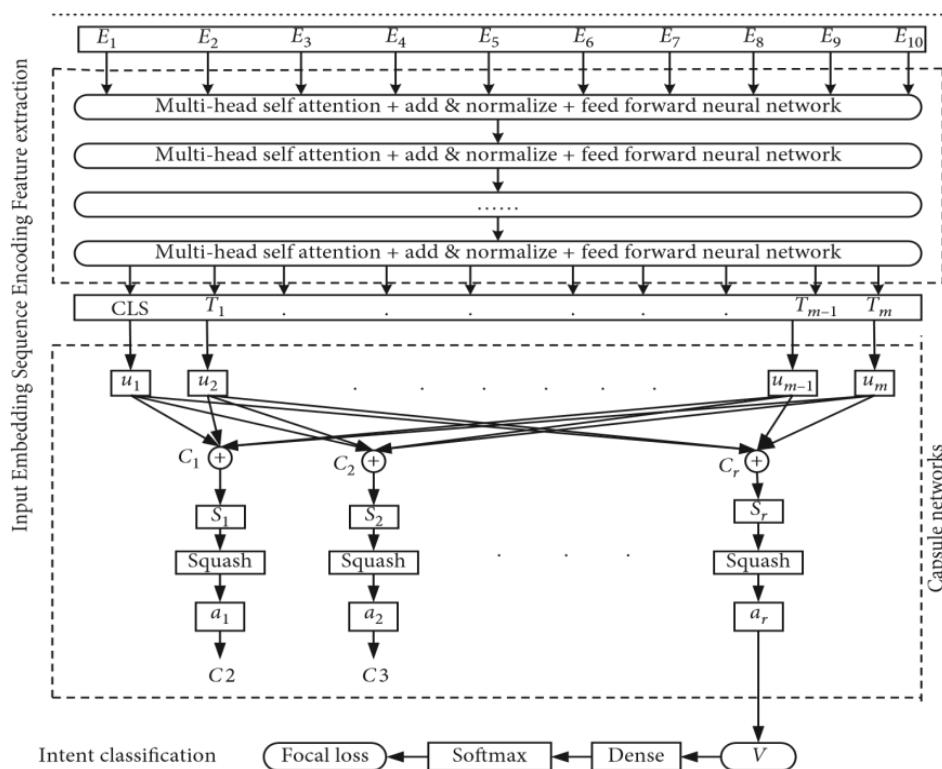 E1 E2 E3 E4 E5 E6 E7 E8 E9 E10
Multi-head self attention + add & normalize + feed forward neural network
Multi-head self attention + add & normalize + feed forward neural network
......
Multi-head self attention + add & normalize + feed forward neural network
CLS T1 . . . . . . Tm–1 Tm
Input Embedding Sequence Encoding Feature extraction
u1 u2 . . . . . . um–1 um
C1 + C2 + Cr +
S1 S2 Sr
Squash Squash . . . Squash
a1 a2 ar
C2 C3
Capsule networks
Intent classification Focal loss Softmax Dense V